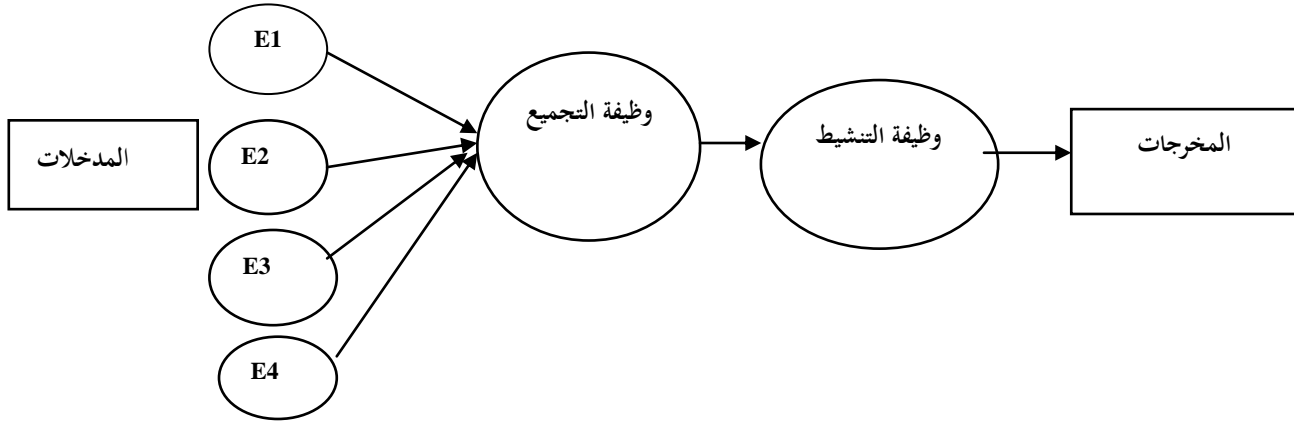 المدخلات
E1
E2
E3
E4
وظيفة التجميع
وظيفة التنشيط
المخرجات